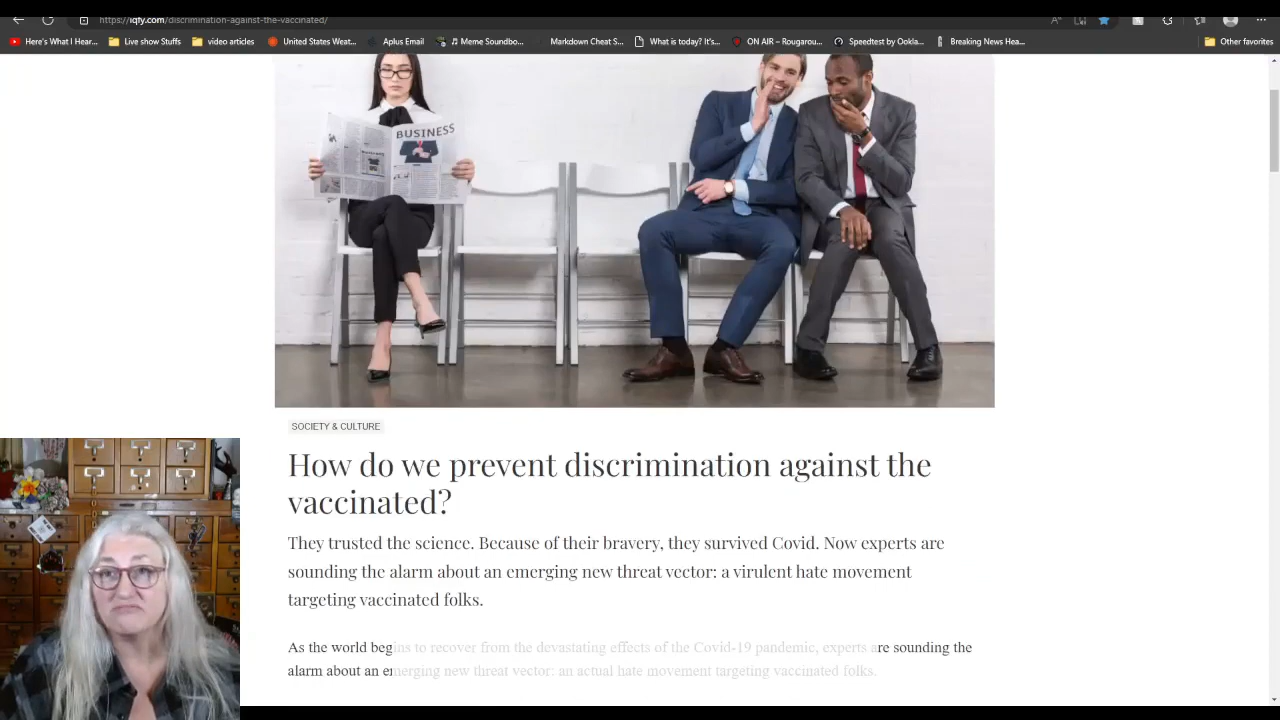 https://iqfy.com/discrimination-against-the-vaccinated/
Here's What I Hear...
Live show Stuffs
video articles
United States Weat...
Aplus Email
Meme Soundbo...
Markdown Cheat S...
What is today? It's...
ON AIR – Rougarou...
Speedtest by Ookla...
Breaking News Hea...
Other favorites
BUSINESS
SOCIETY & CULTURE
How do we prevent discrimination against the
vaccinated?
They trusted the science. Because of their bravery, they survived Covid. Now experts are
sounding the alarm about an emerging new threat vector: a virulent hate movement
targeting vaccinated folks.
As the world begins to recover from the devastating effects of the Covid-19 pandemic, experts are sounding the
alarm about an emerging new threat vector: an actual hate movement targeting vaccinated folks.